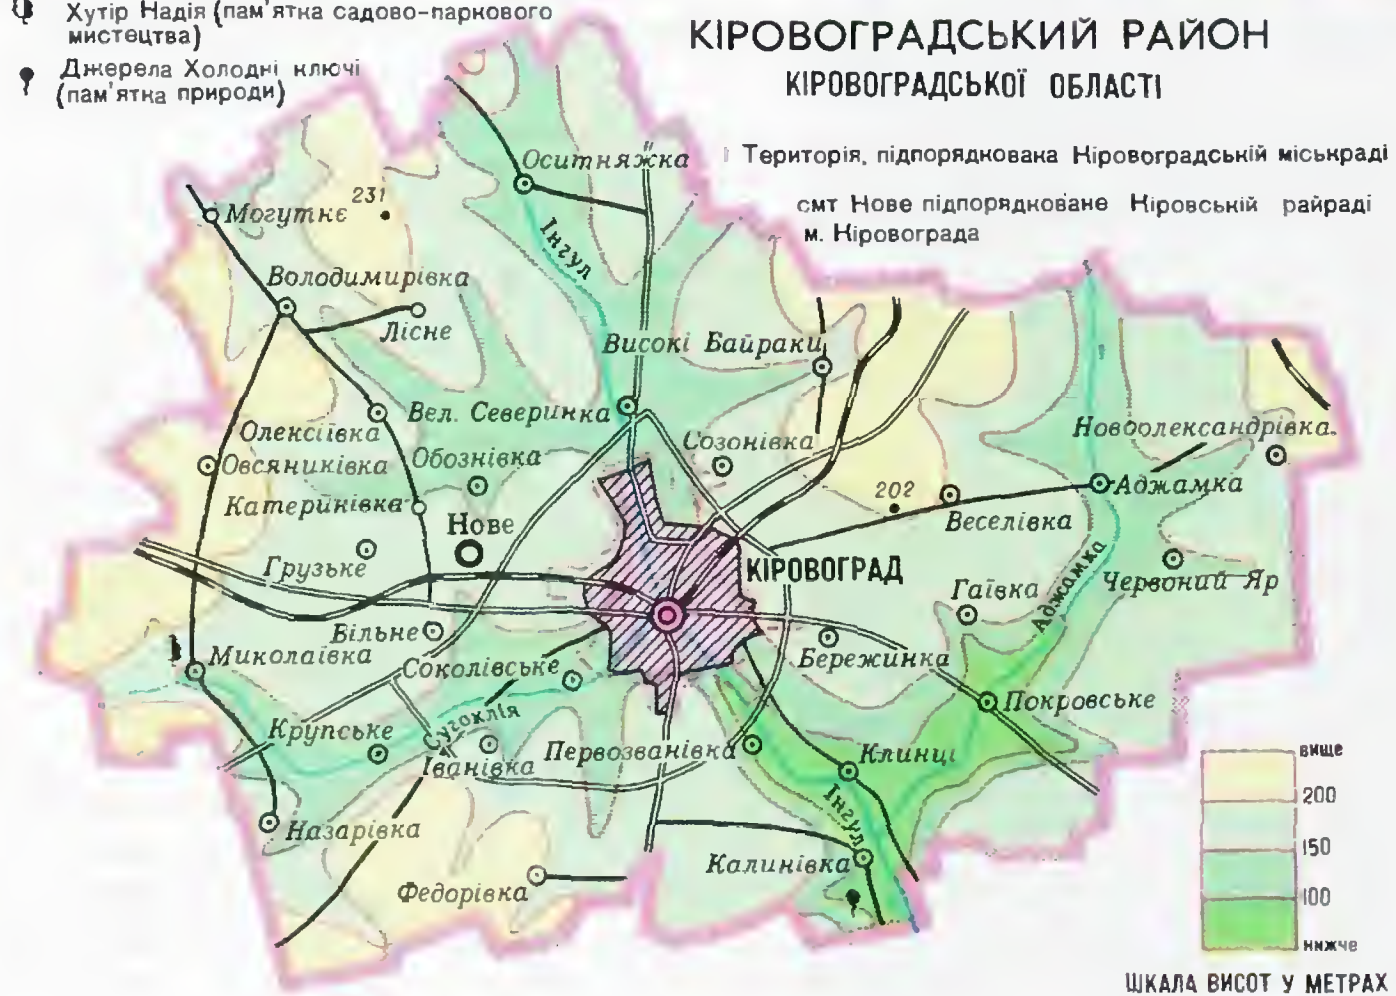 Хутір Надія (пам'ятка садово-паркового
мистецтва)
Джерела Холодні ключі
(пам'ятка природи)
КІРОВОГРАДСЬКИЙ РАЙОН
КІРОВОГРАДСЬКОЇ ОБЛАСТІ
Територія, підпорядкована Кіровоградській міськраді
смт Нове підпорядковане Кіровській райраді
м. Кіровограда
Оситняжка
231
Могутнє
Інгул
Володимирівка
Лісне
Високі Байраки
Вел. Северинка
Олексіївка
Созонівка
Новоолександрівка
Овсяниківка
Обознівка
Аджамка
Катеринівка
202
Веселівка
Нове
Грузьке
КІРОВОГРАД
Гаївка
Аджамка
Червоний Яр
Вільне
Миколаївка
Соколівське
Бережинка
Покровське
Сугоклія
Крупське
Іванівка
Первозванівка
Клинці
Інгул
Назарівка
Калинівка
Федорівка
вище
200
150
100
нижче
ШКАЛА ВИСОТ У МЕТРАХ